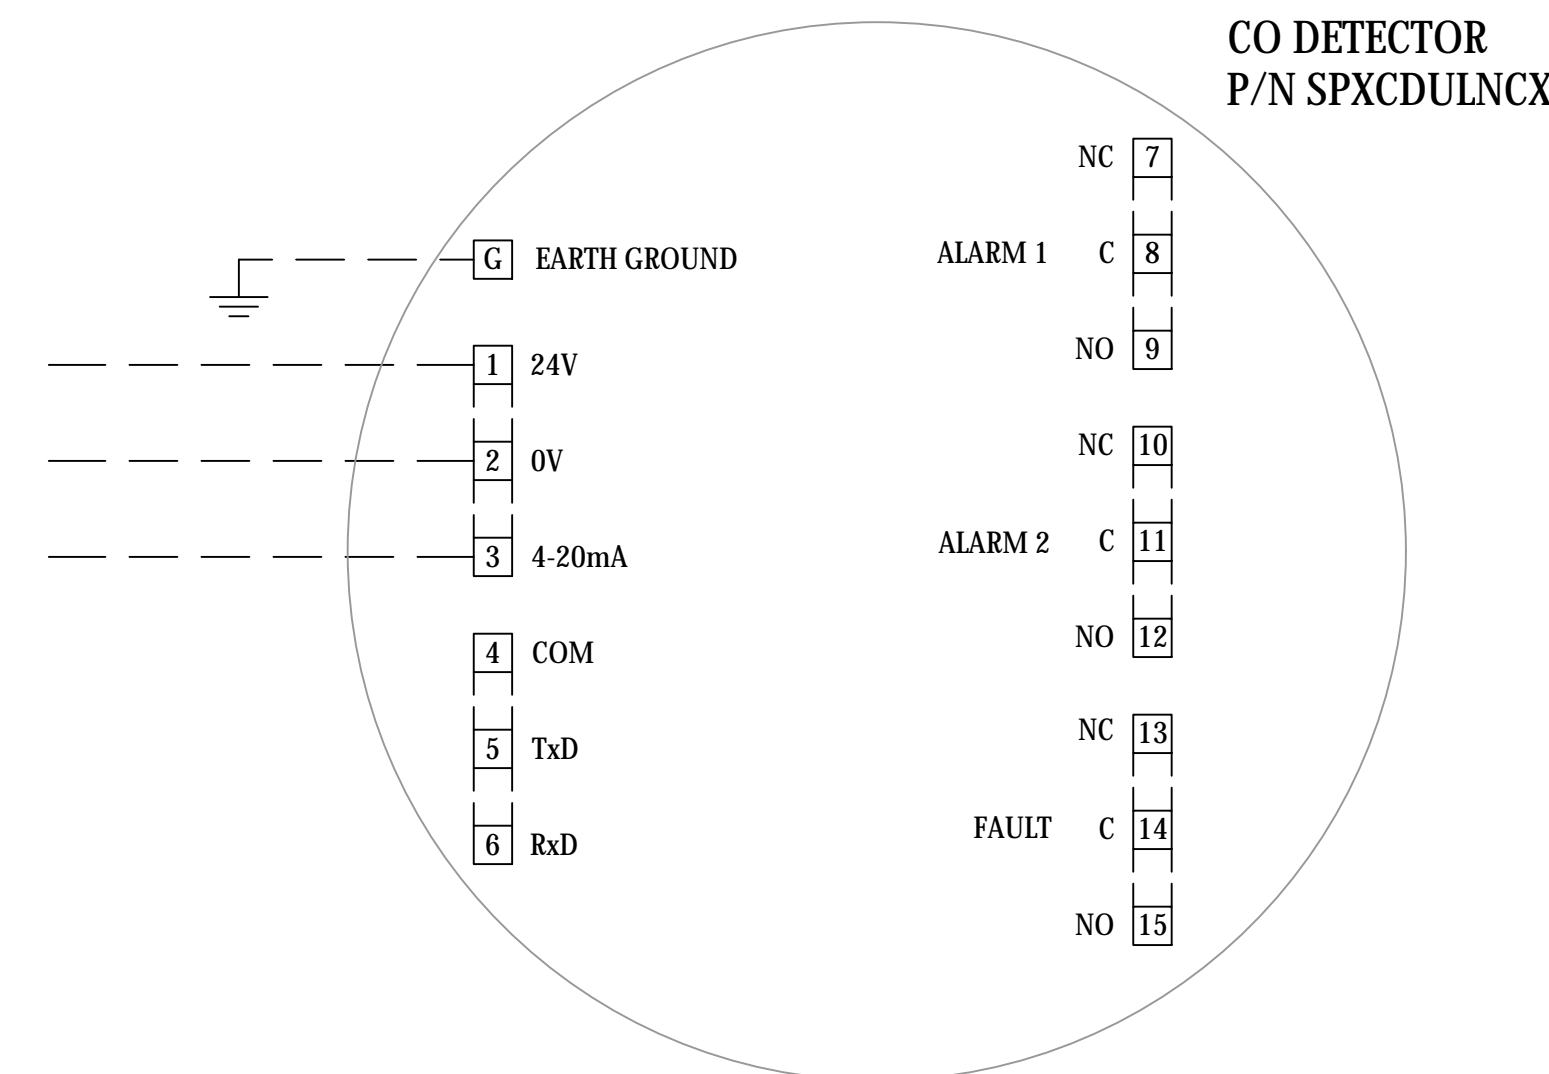 CO DETECTOR
P/N SPXCDULNCX
G EARTH GROUND
1 24V
2 0V
3 4-20mA
4 COM
5 TxD
6 RxD
NC 7
ALARM 1 C 8
NO 9
NC 10
ALARM 2 C 11
NO 12
NC 13
FAULT C 14
NO 15